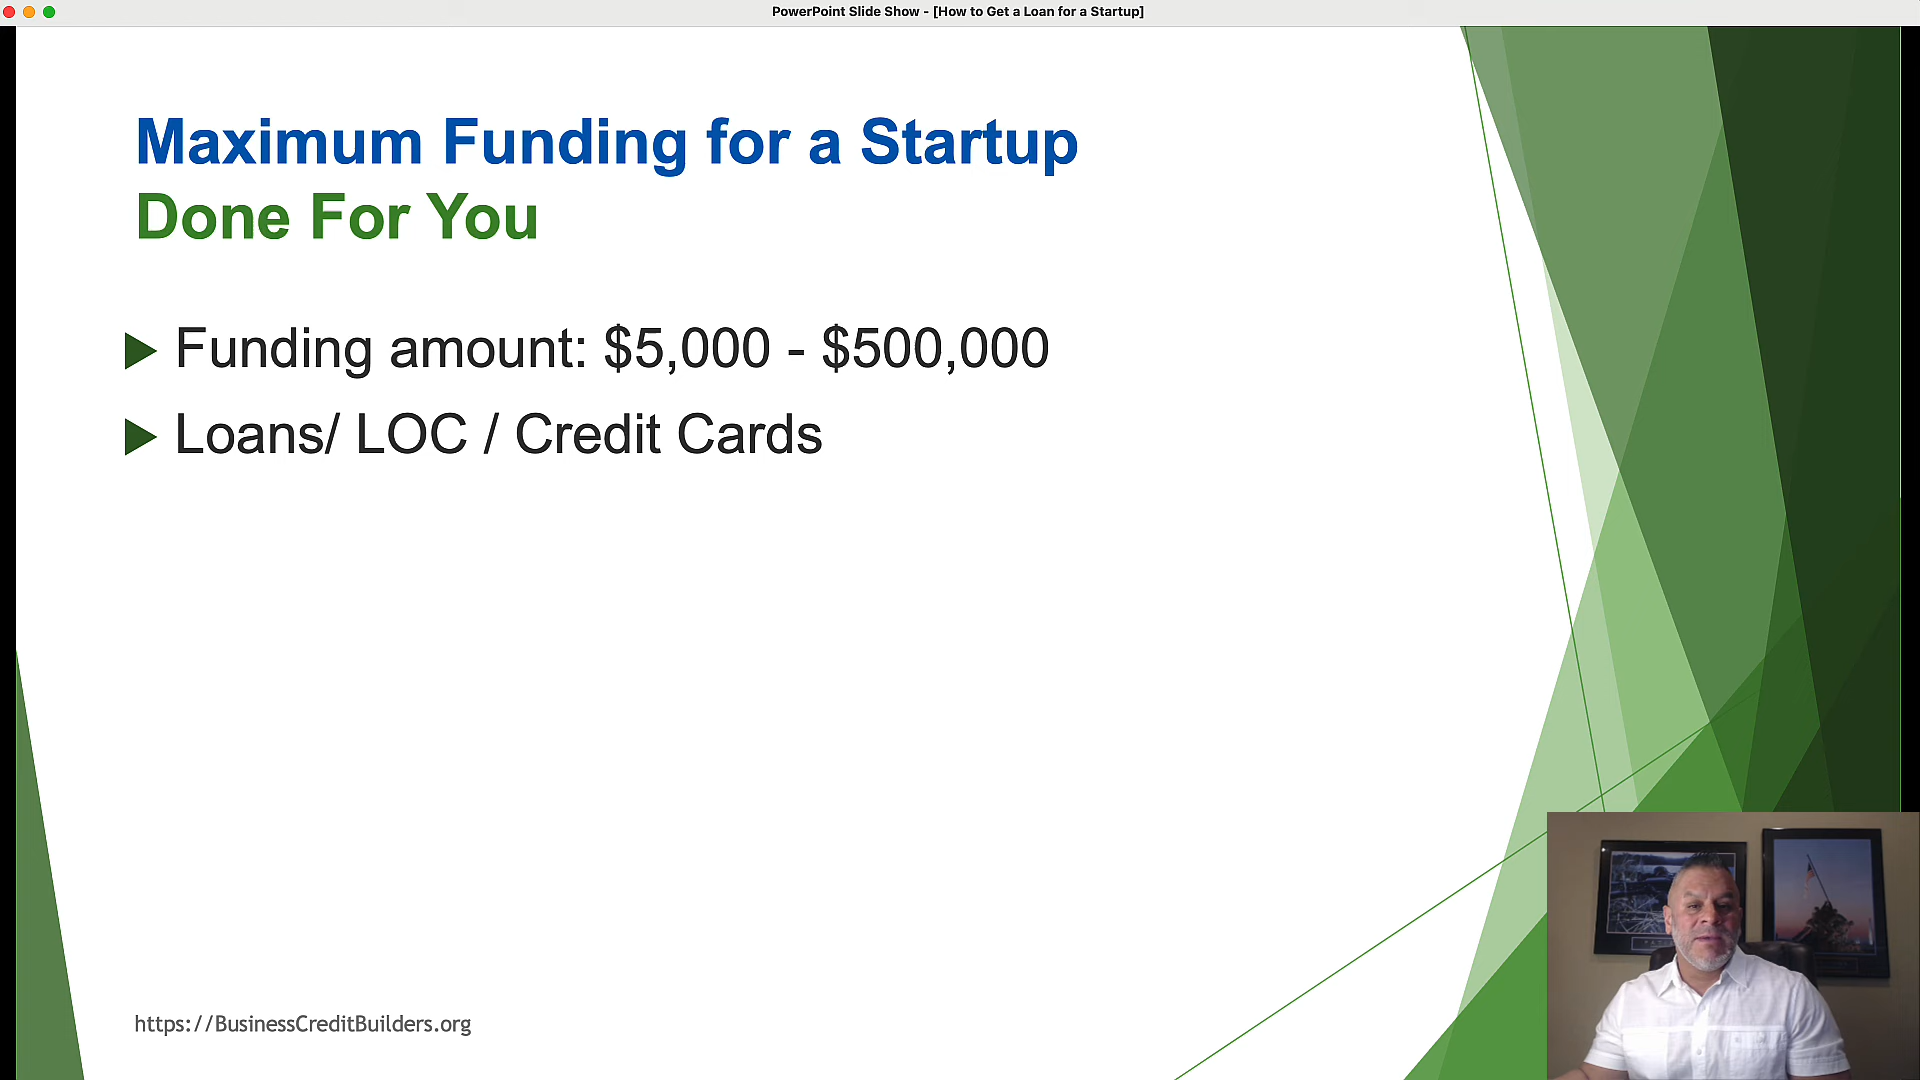 PowerPoint Slide Show - [How to Get a Loan for a Startup]
Maximum Funding for a Startup
Done For You
Funding amount: $5,000 - $500,000
Loans/ LOC / Credit Cards
https://BusinessCreditBuilders.org